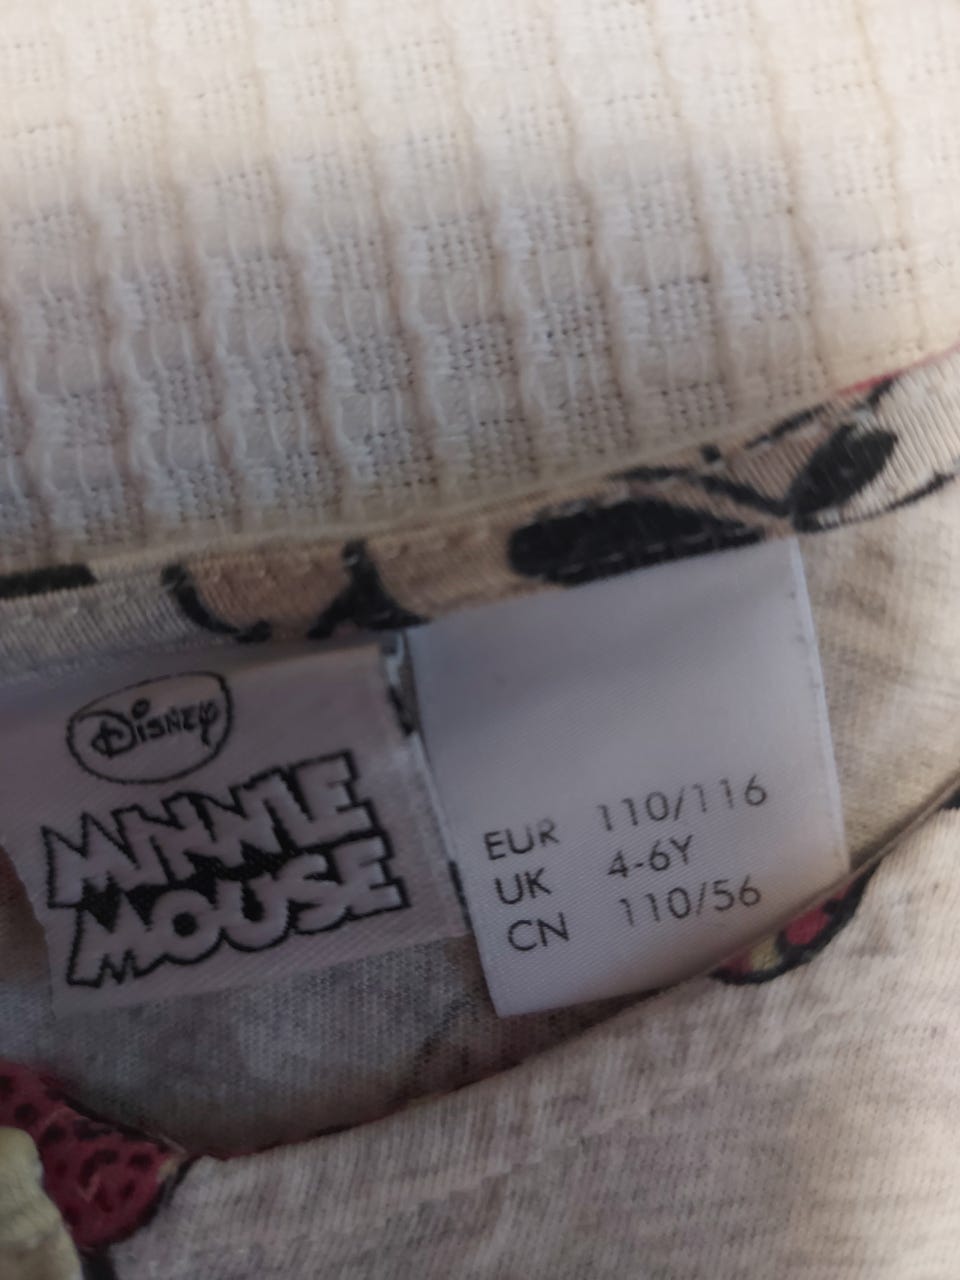 Disney
MINNIE
MOUSE
EUR 110/116
UK 4-6Y
CN 110/56